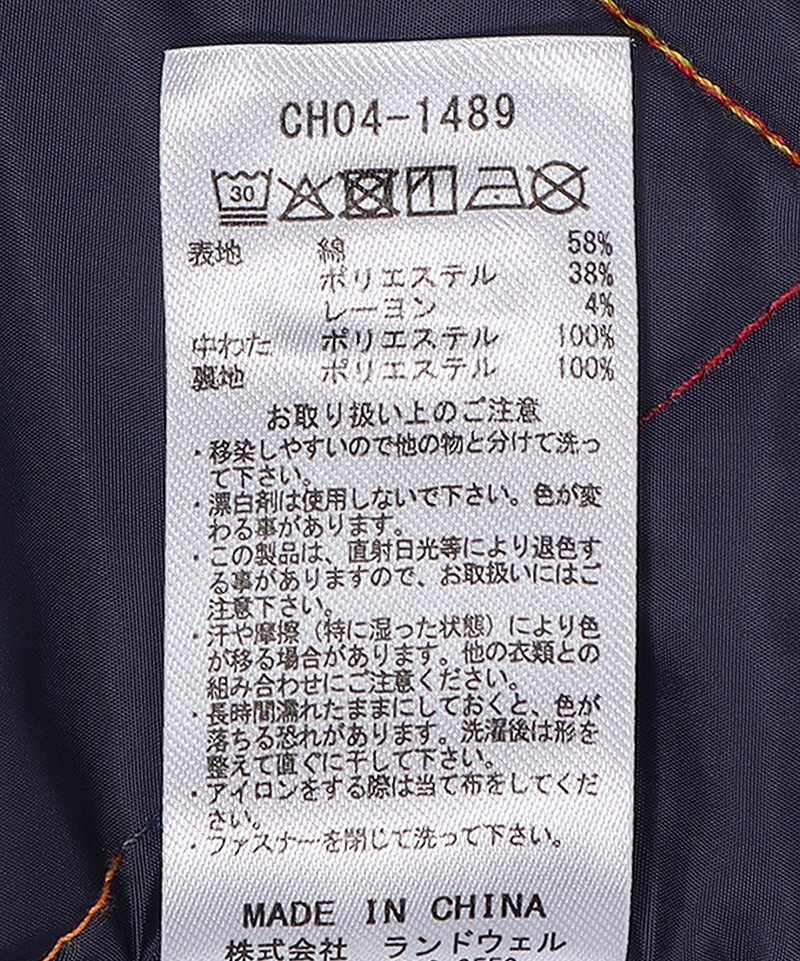 CH04-1489
30
表地 綿 58%
ポリエステル 38%
レーヨン 4%
中わた ポリエステル 100%
裏地 ポリエステル 100%
お取り扱い上のご注意
・移染しやすいので他の物と分けて洗っ
て下さい。
・漂白剤は使用しないで下さい。色が変
わる事があります。
・この製品は、直射日光等により退色す
る事がありますので、お取扱いにはご
注意下さい。
・汗や摩擦（特に湿った状態）により色
が移る場合があります。他の衣類との
組み合わせにご注意ください。
・長時間濡れたままにしておくと、色が
落ちる恐れがあります。洗濯後は形を
整えて直ぐに干して下さい。
・アイロンをする際は当て布をしてくだ
さい。
・ファスナーを閉じて洗って下さい。
MADE IN CHINA
株式会社 ランドウェル